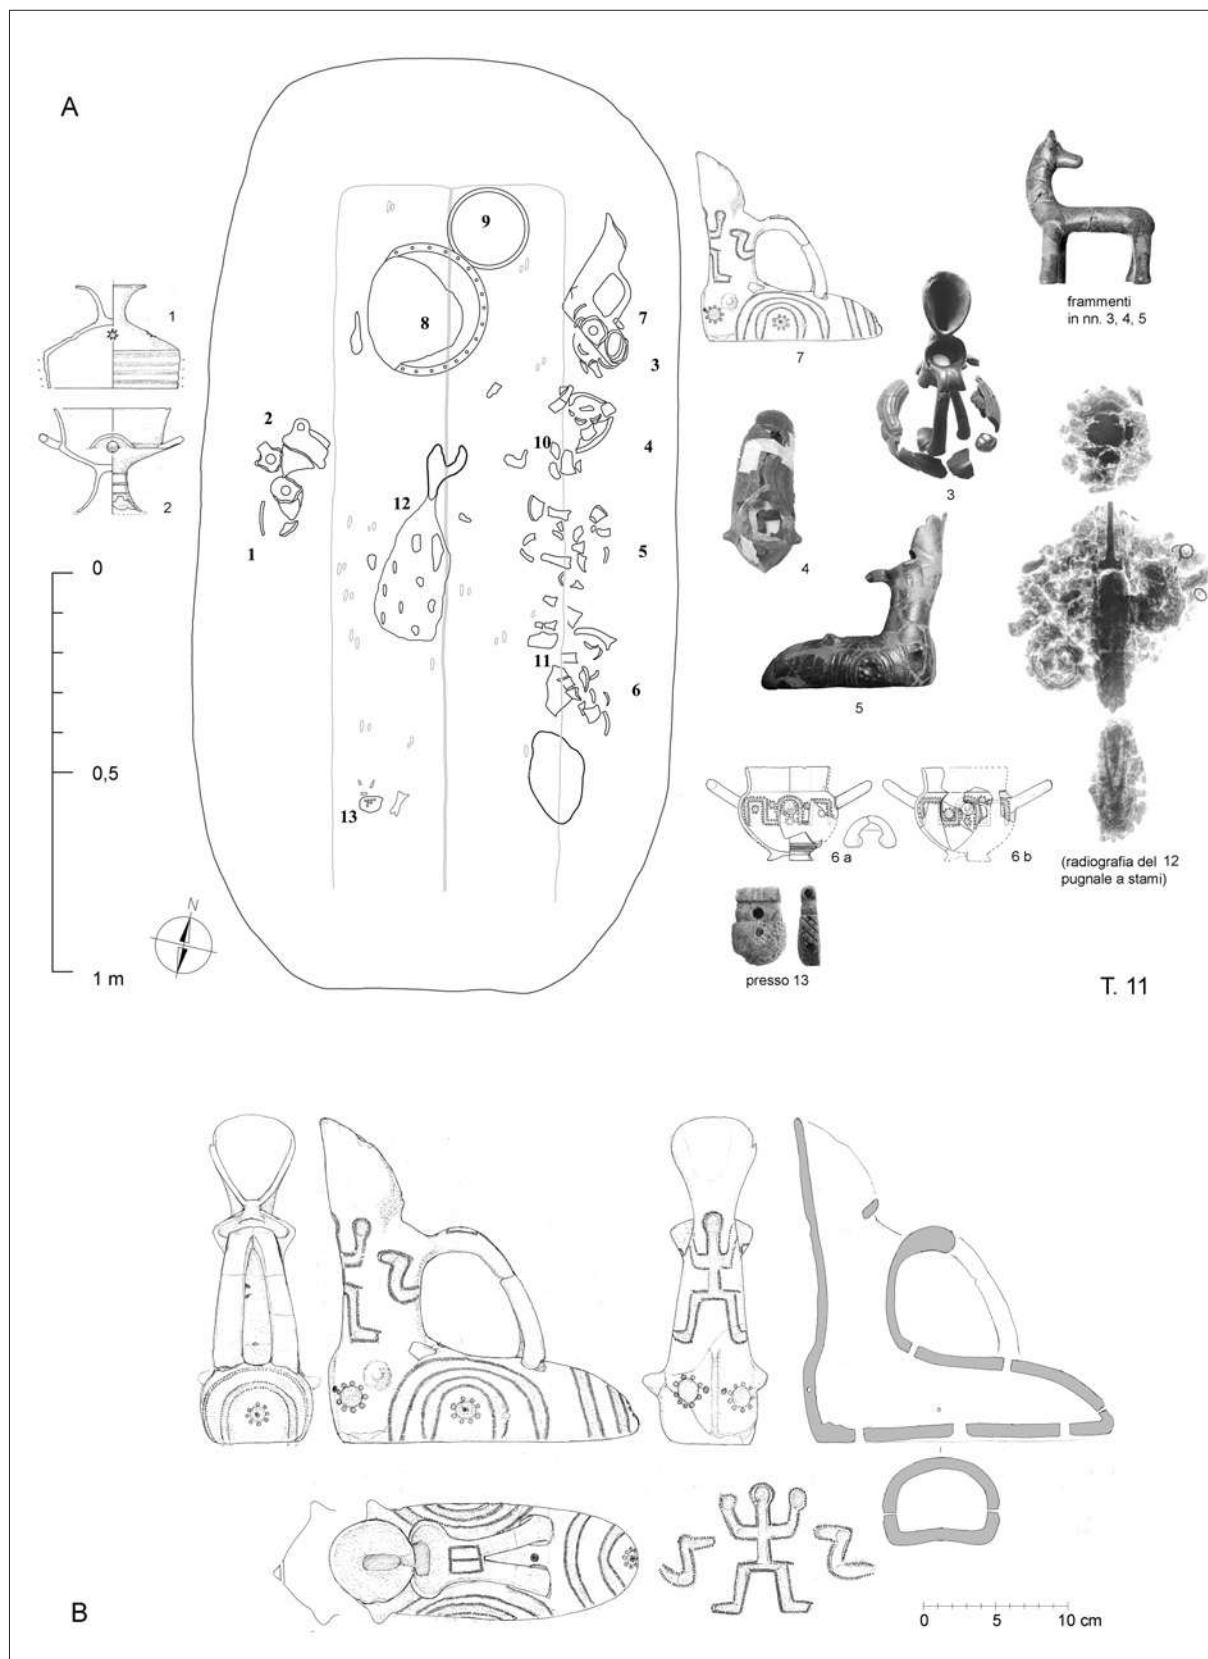 A
9
8
7
3
2
10
4
12
1
5
11
6
13
1
2
0
0,5
1 m
N
7
3
frammenti
in nn. 3, 4, 5
4
5
6 a
6 b
(radiografia del 12
pugnale a stami)
presso 13
T. 11
B
0 5 10 cm